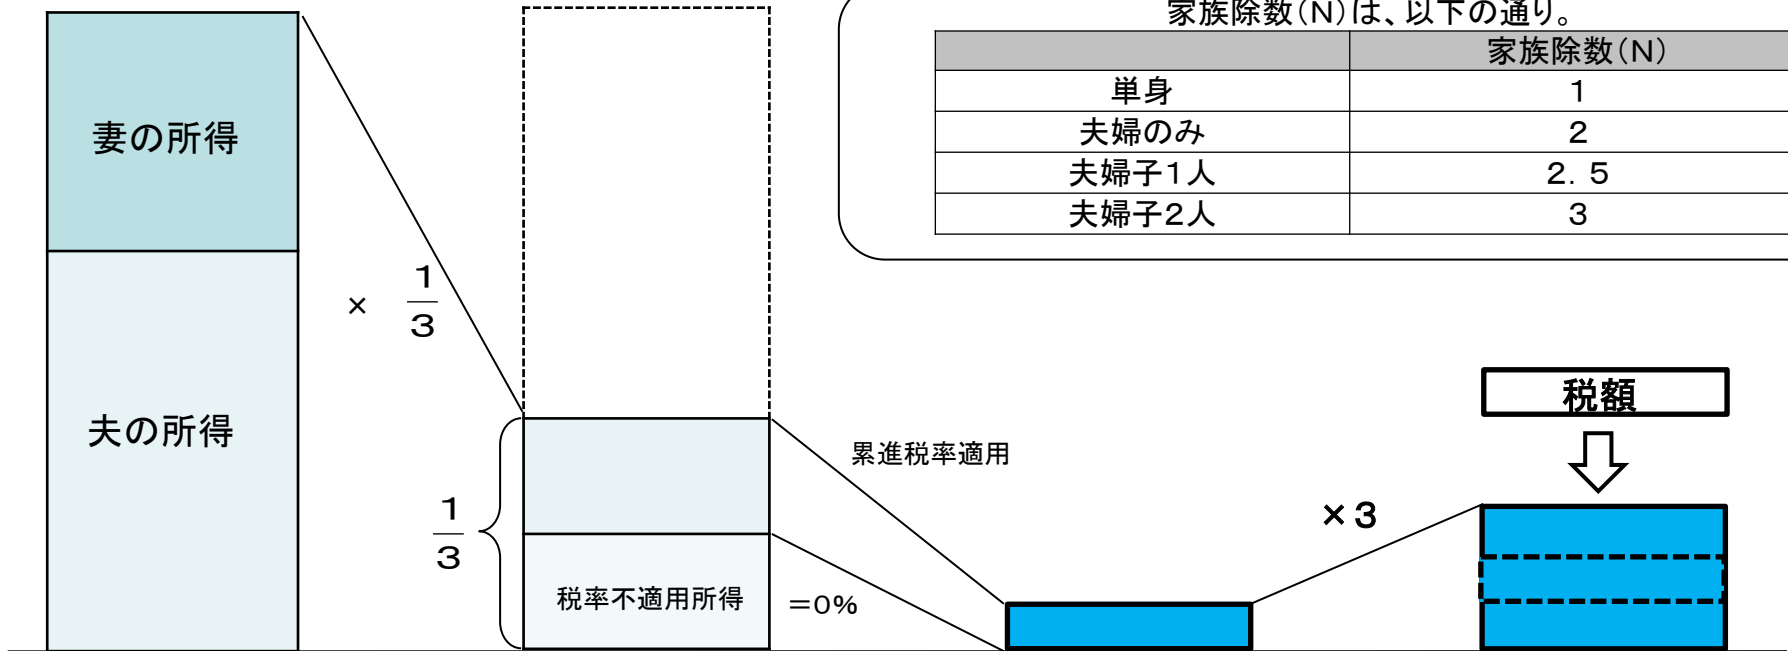 家族除数(N)は、以下の通り。
家族除数(N)
単身 1
夫婦のみ 2
夫婦子1人 2.5
夫婦子2人 3
妻の所得
夫の所得
× 1/3
1/3
税率不適用所得
=0%
累進税率適用
×3
税額